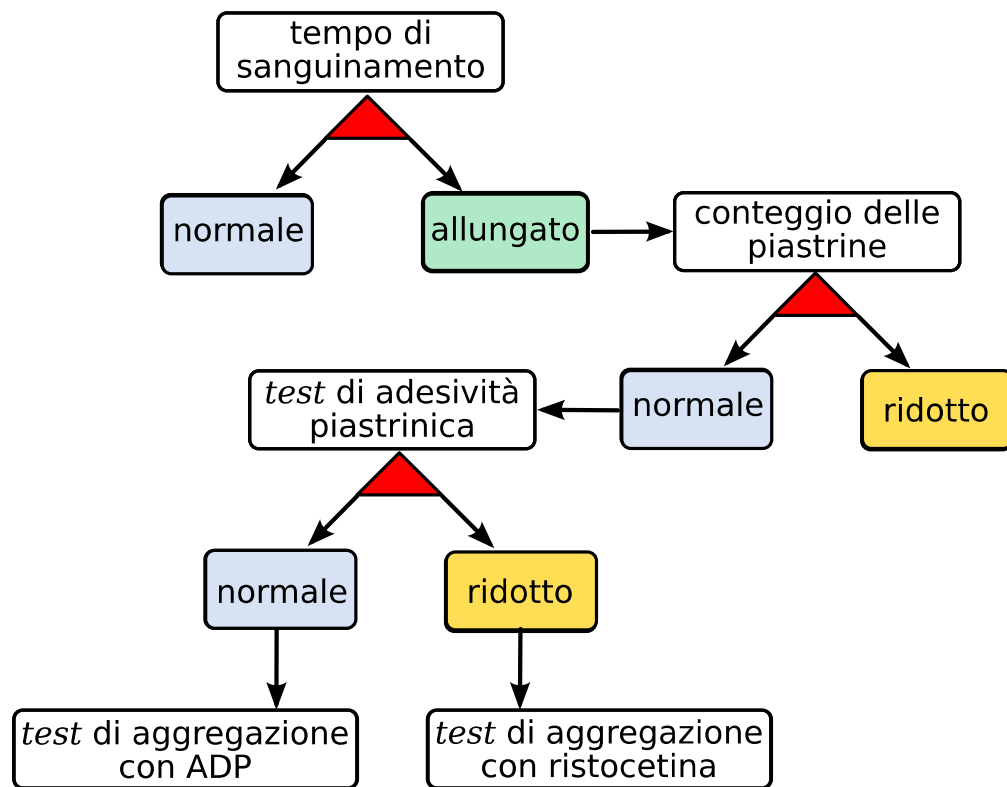 tempo di
sanguinamento
normale
allungato
conteggio delle
piastrine
test di adesività
piastrinica
normale
ridotto
normale
ridotto
test di aggregazione
con ADP
test di aggregazione
con ristocetina